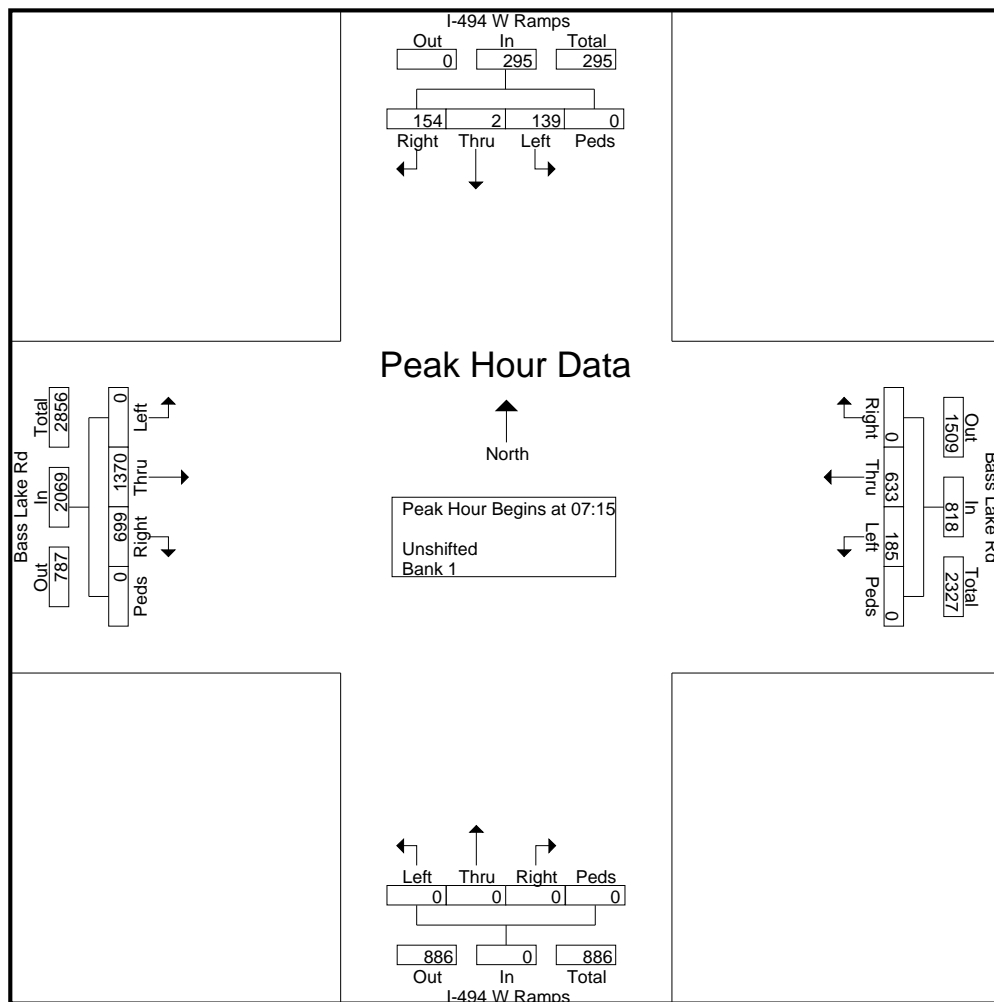 I-494 W Ramps
Out In Total
0 295 295
154 2 139 0
Right Thru Left Peds
Peak Hour Data
North
Peak Hour Begins at 07:15
Unshifted
Bank 1
Bass Lake Rd
Total In Out
2856 2069 787
0 1370 699 0
Left Thru Right Peds
Right Thru Left Peds
0 633 185 0
Out In Total
1509 818 2327
Bass Lake Rd
Left Thru Right Peds
0 0 0 0
886 0 886
Out In Total
I-494 W Ramps